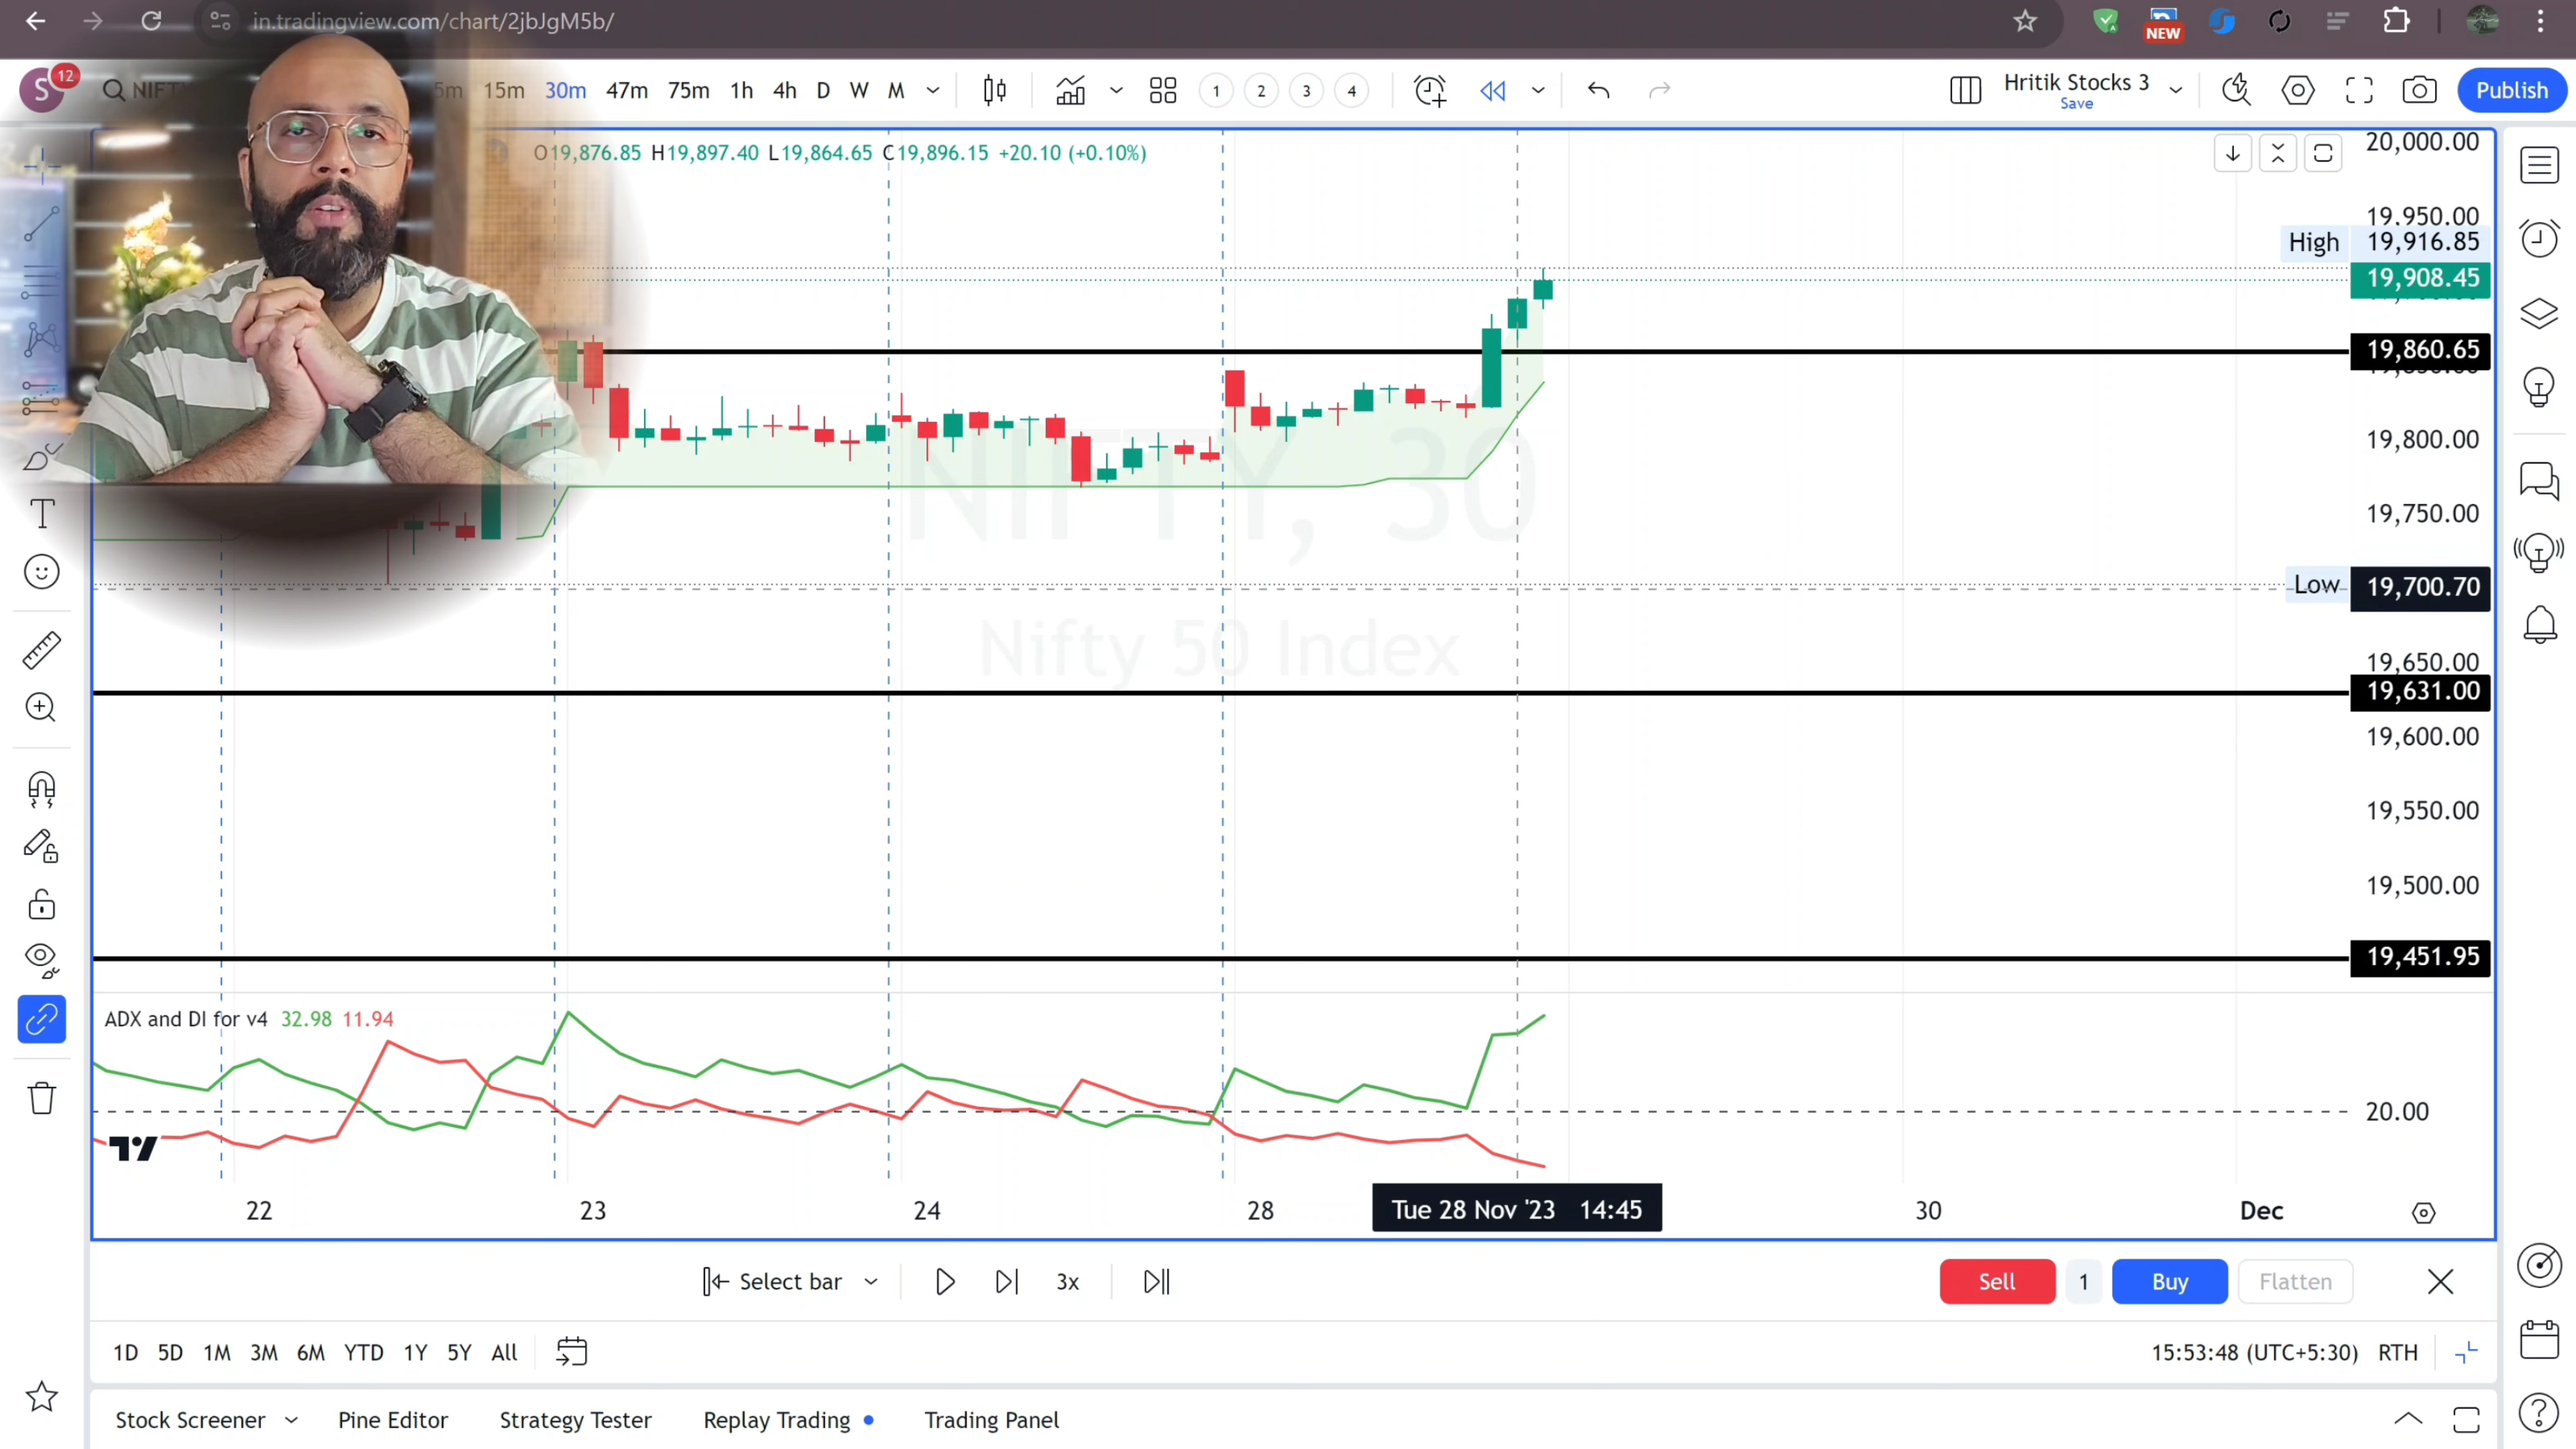 in.tradingview.com/chart/2jbJgM5b/
NEW
S 12 NIFT 5m 15m 30m 47m 75m 1h 4h D W M 1 2 3 4 Hritik Stocks 3 Save Publish
O19,876.85 H19,897.40 L19,864.65 C19,896.15 +20.10 (+0.10%)
20,000.00
19,950.00
High 19,916.85
19,908.45
19,860.65
19,800.00
19,750.00
Low 19,700.70
19,650.00
19,631.00
19,600.00
19,550.00
19,500.00
19,451.95
NIFTY, 30
Nifty 50 Index
ADX and DI for v4 32.98 11.94
20.00
22 23 24 28 Tue 28 Nov '23 14:45 30 Dec
Select bar 3x Sell 1 Buy Flatten
1D 5D 1M 3M 6M YTD 1Y 5Y All 15:53:48 (UTC+5:30) RTH
Stock Screener Pine Editor Strategy Tester Replay Trading Trading Panel